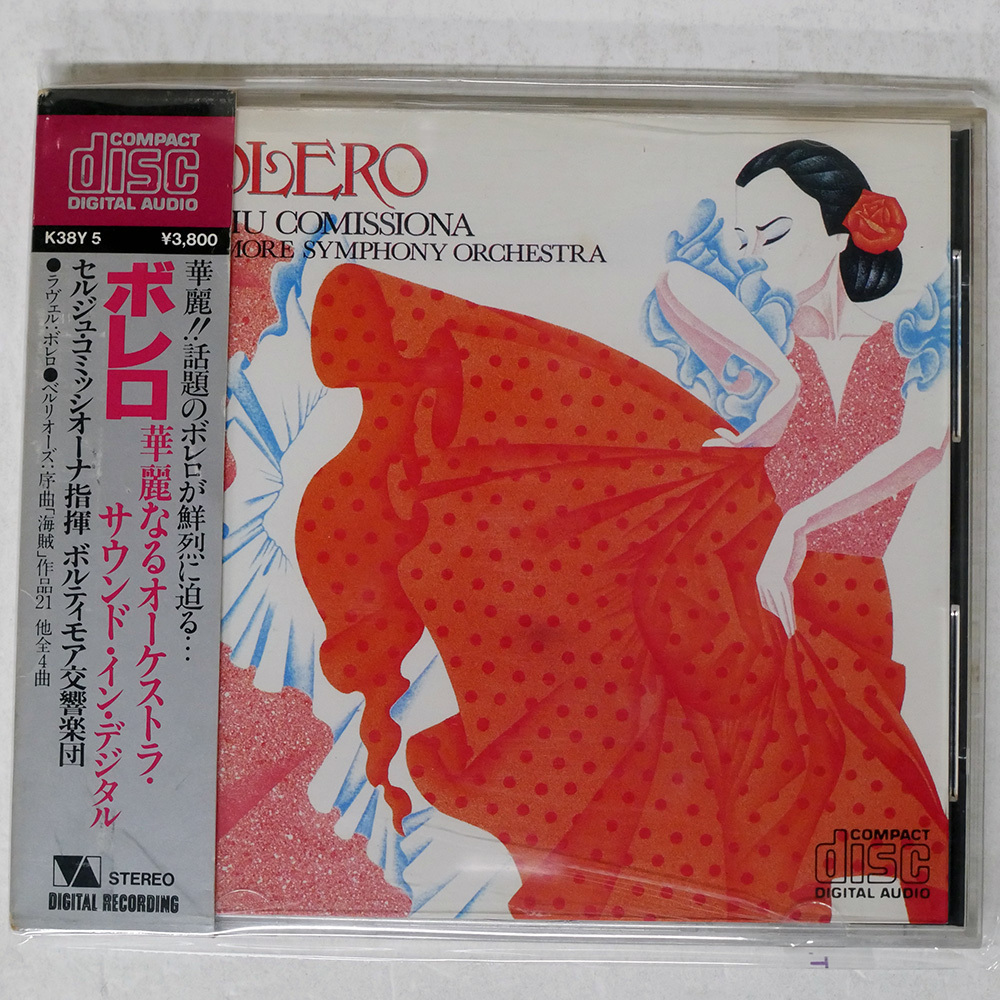 COMPACT
disc
DIGITAL AUDIO
K38Y 5 ¥3,800
華麗!!話題のボレロが鮮烈に迫る…
ボレロ
華麗なるオーケストラ・
サウンド・イン・デジタル
セルジュ・コミッシオーナ指揮 ボルティモア交響楽団
●ラヴェル:ボレロ●ベルリオーズ:序曲「海賊」作品21 他全4曲
VA STEREO
DIGITAL RECORDING
OLERO
IU COMISSIONA
MORE SYMPHONY ORCHESTRA
COMPACT
disc
DIGITAL AUDIO